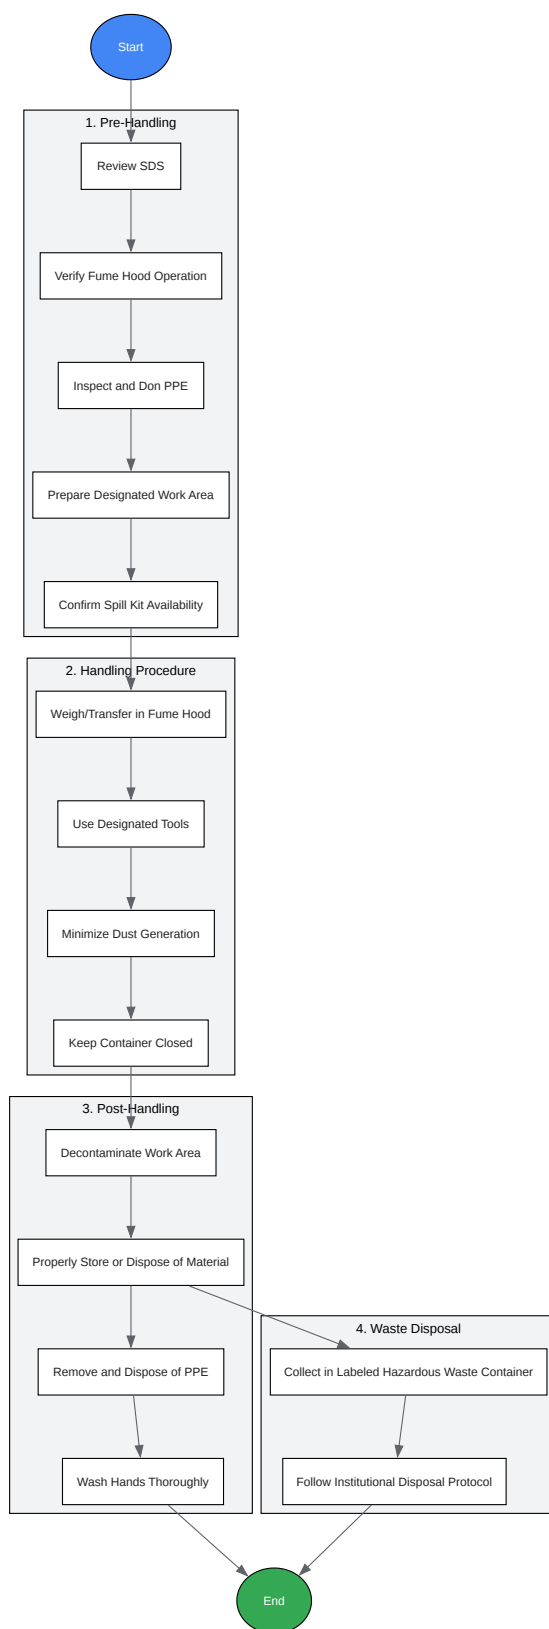 Start
1. Pre-Handling
Review SDS
Verify Fume Hood Operation
Inspect and Don PPE
Prepare Designated Work Area
Confirm Spill Kit Availability
2. Handling Procedure
Weigh/Transfer in Fume Hood
Use Designated Tools
Minimize Dust Generation
Keep Container Closed
3. Post-Handling
Decontaminate Work Area
Properly Store or Dispose of Material
4. Waste Disposal
Remove and Dispose of PPE
Collect in Labeled Hazardous Waste Container
Wash Hands Thoroughly
Follow Institutional Disposal Protocol
End